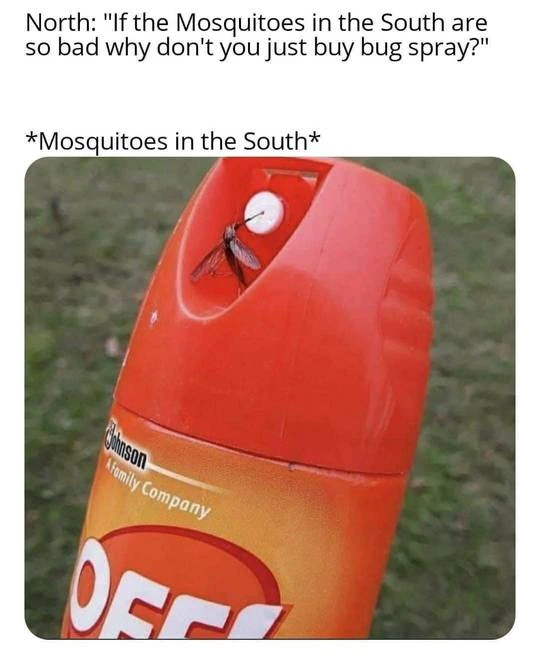 North: "If the Mosquitoes in the South are
so bad why don't you just buy bug spray?"
*Mosquitoes in the South*
Johnson
A Family Company
OFF!